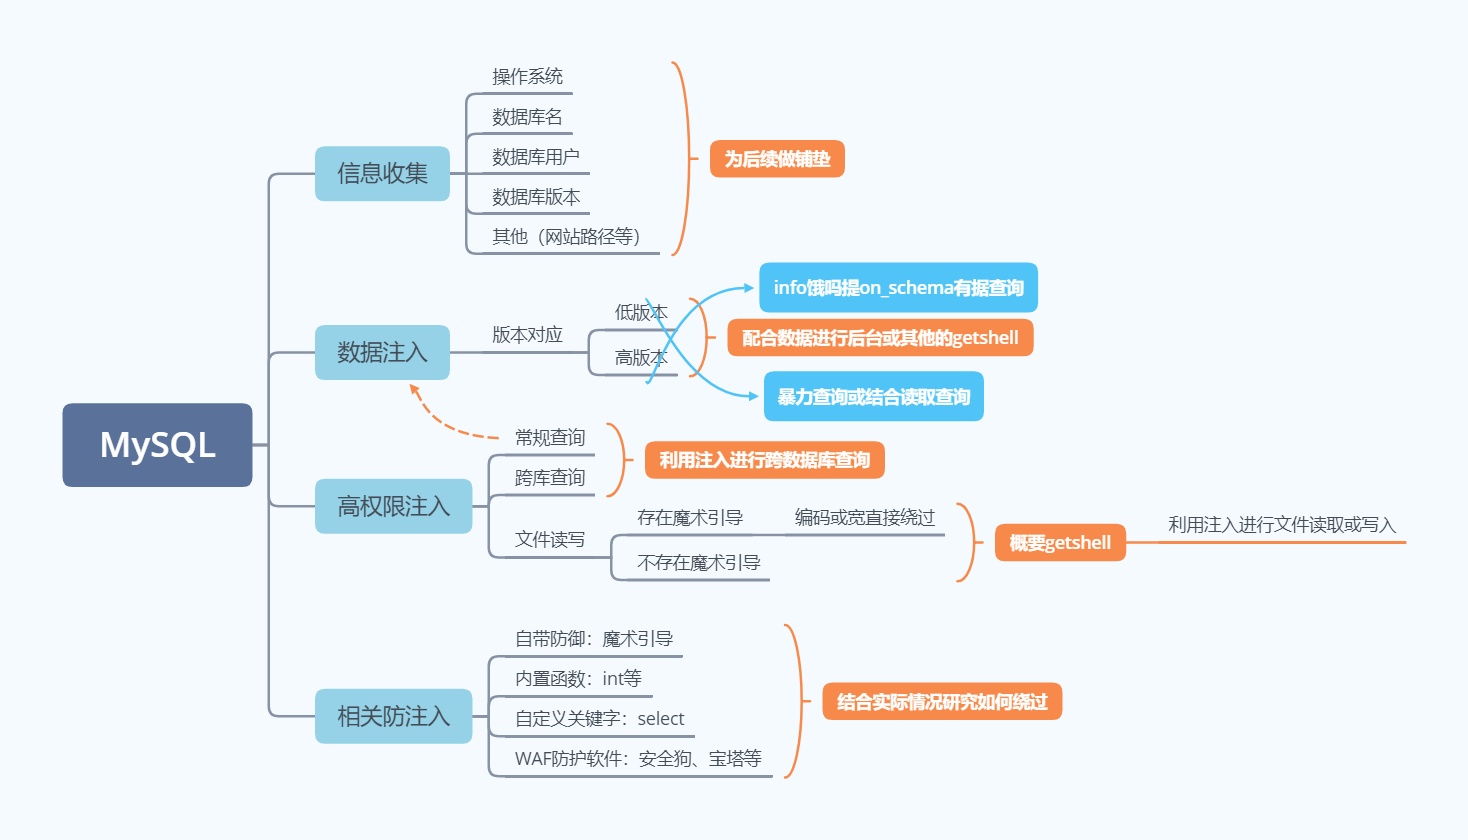 MySQL
信息收集
操作系统
数据库名
数据库用户
数据库版本
其他（网站路径等）
为后续做铺垫
数据注入
版本对应
低版本
高版本
info饿吗提on_schema有据查询
配合数据进行后台或其他的getshell
暴力查询或结合读取查询
高权限注入
常规查询
跨库查询
利用注入进行跨数据库查询
文件读写
存在魔术引导
编码或宽直接绕过
不存在魔术引导
概要getshell
利用注入进行文件读取或写入
相关防注入
自带防御：魔术引导
内置函数：int等
自定义关键字：select
WAF防护软件：安全狗、宝塔等
结合实际情况研究如何绕过